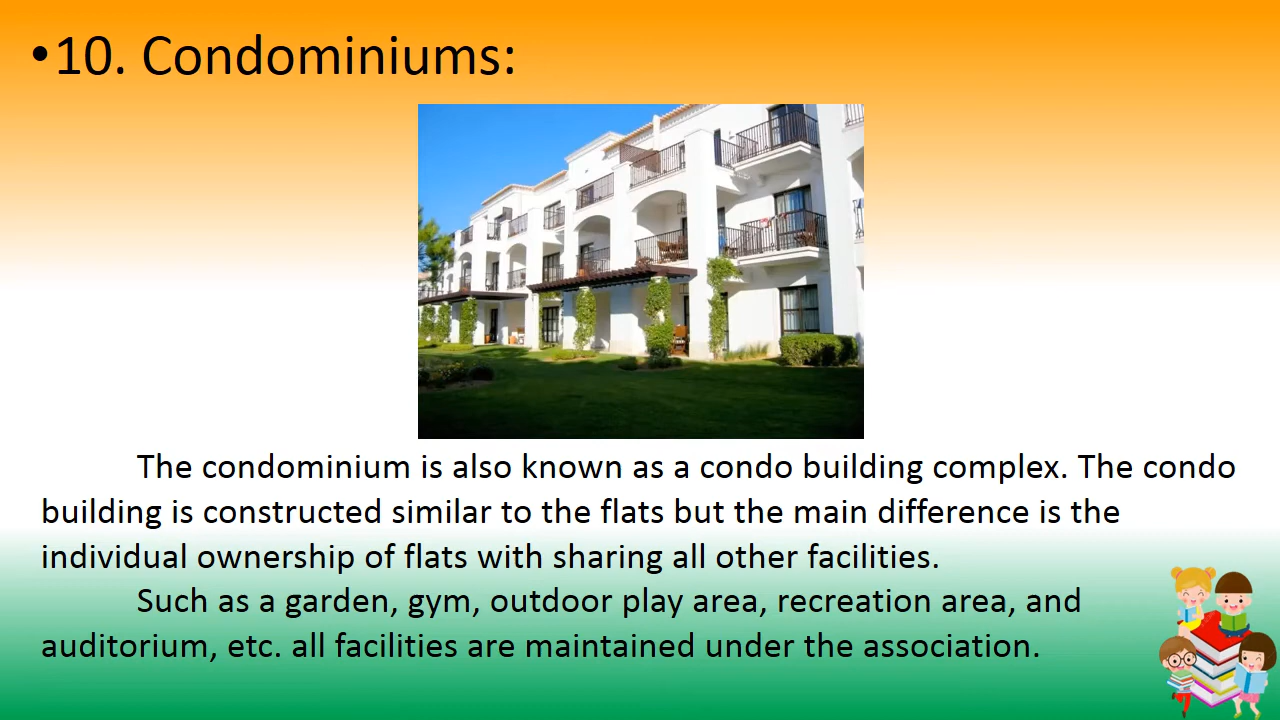 •10. Condominiums:
The condominium is also known as a condo building complex. The condo
building is constructed similar to the flats but the main difference is the
individual ownership of flats with sharing all other facilities.
Such as a garden, gym, outdoor play area, recreation area, and
auditorium, etc. all facilities are maintained under the association.